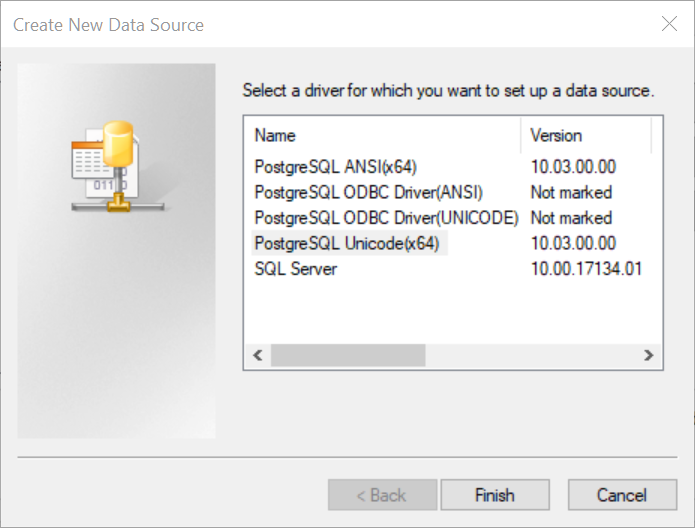 Create New Data Source
Select a driver for which you want to set up a data source.
Name Version
PostgreSQL ANSI(x64) 10.03.00.00
PostgreSQL ODBC Driver(ANSI) Not marked
PostgreSQL ODBC Driver(UNICODE) Not marked
PostgreSQL Unicode(x64) 10.03.00.00
SQL Server 10.00.17134.01
< Back Finish Cancel